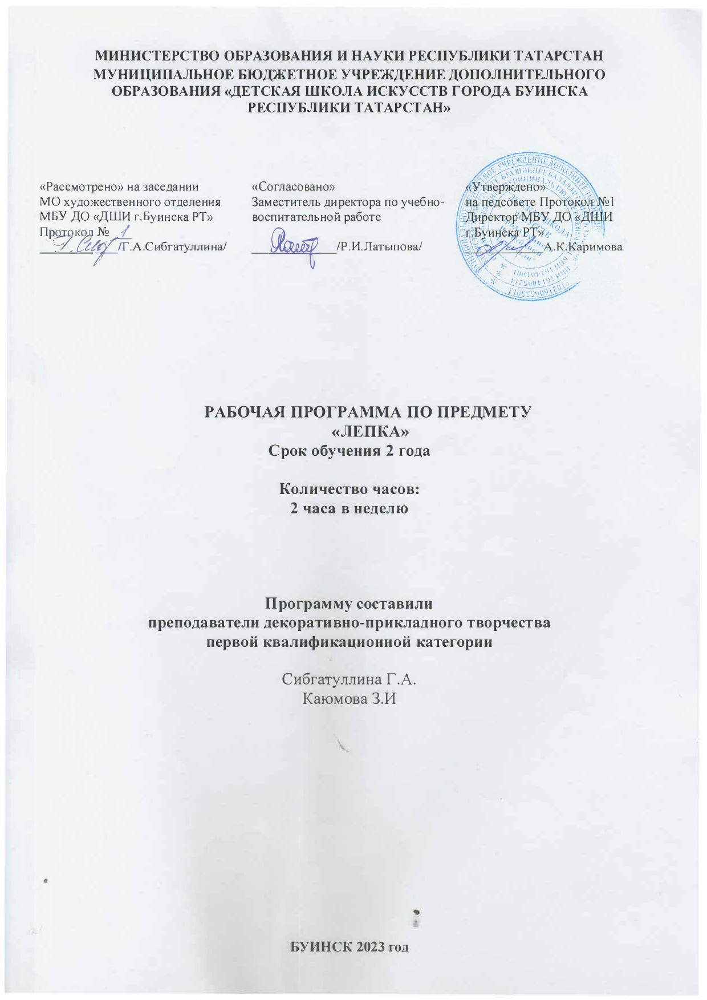 МИНИСТЕРСТВО ОБРАЗОВАНИЯ И НАУКИ РЕСПУБЛИКИ ТАТАРСТАН
МУНИЦИПАЛЬНОЕ БЮДЖЕТНОЕ УЧРЕЖДЕНИЕ ДОПОЛНИТЕЛЬНОГО
ОБРАЗОВАНИЯ «ДЕТСКАЯ ШКОЛА ИСКУССТВ ГОРОДА БУИНСКА
РЕСПУБЛИКИ ТАТАРСТАН»
«Рассмотрено» на заседании
МО художественного отделения
МБУ ДО «ДШИ г.Буинска РТ»
Протокол № 1
/Г.А.Сибгатуллина/
«Согласовано»
Заместитель директора по учебно-
воспитательной работе
/Р.И.Латыпова/
«Утверждено»
на педсовете Протокол №1
Директор МБУ ДО «ДШИ
г.Буинска РТ»
А.К.Каримова
РАБОЧАЯ ПРОГРАММА ПО ПРЕДМЕТУ
«ЛЕПКА»
Срок обучения 2 года
Количество часов:
2 часа в неделю
Программу составили
преподаватели декоративно-прикладного творчества
первой квалификационной категории
Сибгатуллина Г.А.
Каюмова З.И
БУИНСК 2023 год